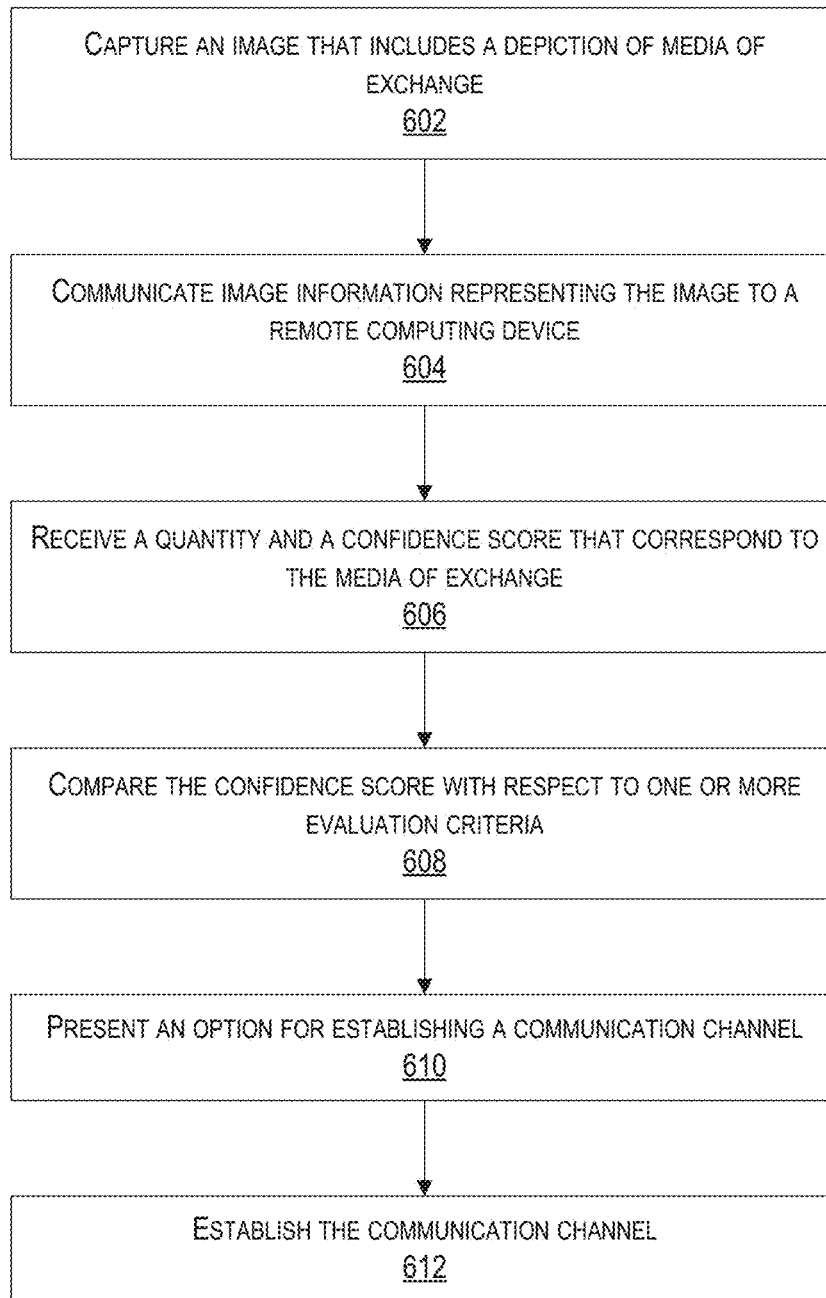 CAPTURE AN IMAGE THAT INCLUDES A DEPICTION OF MEDIA OF
EXCHANGE
602
COMMUNICATE IMAGE INFORMATION REPRESENTING THE IMAGE TO A
REMOTE COMPUTING DEVICE
604
RECEIVE A QUANTITY AND A CONFIDENCE SCORE THAT CORRESPOND TO
THE MEDIA OF EXCHANGE
606
COMPARE THE CONFIDENCE SCORE WITH RESPECT TO ONE OR MORE
EVALUATION CRITERIA
608
PRESENT AN OPTION FOR ESTABLISHING A COMMUNICATION CHANNEL
610
ESTABLISH THE COMMUNICATION CHANNEL
612